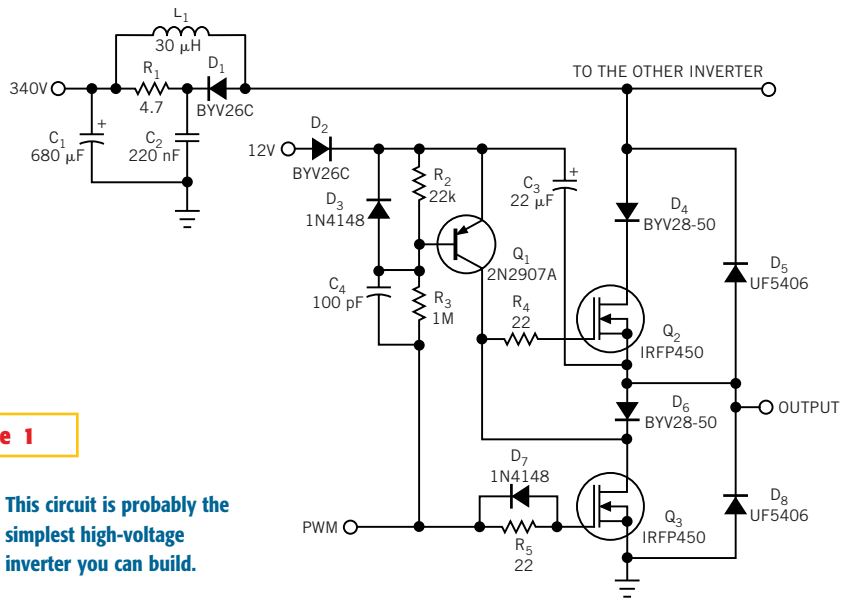 L1
30 μH
R1
4.7
D1
BYV26C
340V
C1
680 μF
+
C2
220 nF
TO THE OTHER INVERTER
12V
D2
BYV26C
D3
1N4148
R2
22k
C3
22 μF
+
D4
BYV28-50
D5
UF5406
Q1
2N2907A
C4
100 pF
R3
1M
R4
22
Q2
IRFP450
D6
BYV28-50
OUTPUT
e 1
This circuit is probably the
simplest high-voltage
inverter you can build.
D7
1N4148
PWM
R5
22
Q3
IRFP450
D8
UF5406